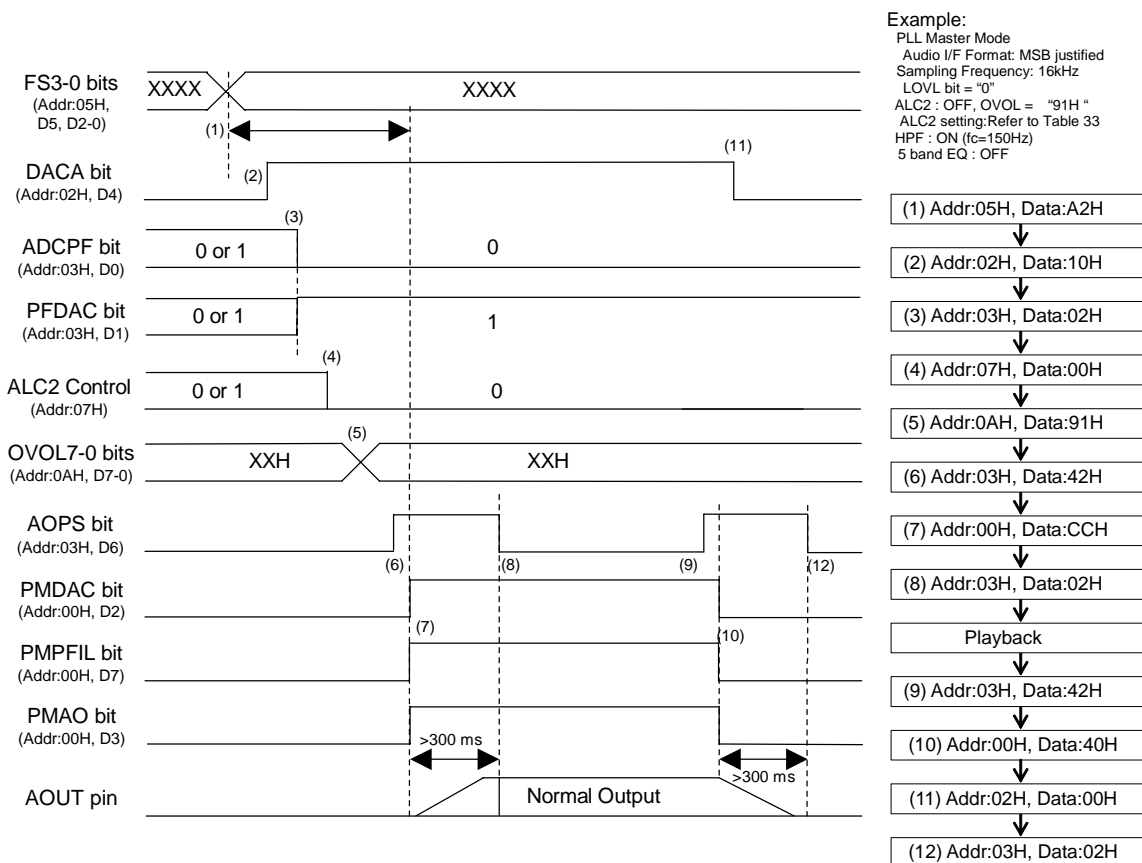 Example:
PLL Master Mode
Audio I/F Format: MSB justified
Sampling Frequency: 16kHz
LOVL bit = “0”
ALC2 : OFF, OVOL = “91H “
ALC2 setting:Refer to Table 33
HPF : ON (fc=150Hz)
5 band EQ : OFF
FS3-0 bits
(Addr:05H,
D5, D2-0)
XXXX
XXXX
(1)
DACA bit
(Addr:02H, D4)
(2)
(11)
ADCPF bit
(Addr:03H, D0)
(3)
0 or 1
0
PFDAC bit
(Addr:03H, D1)
0 or 1
1
ALC2 Control
(Addr:07H)
(4)
0 or 1
0
OVOL7-0 bits
(Addr:0AH, D7-0)
(5)
XXH
XXH
AOPS bit
(Addr:03H, D6)
(6)
(8)
(9)
(12)
PMDAC bit
(Addr:00H, D2)
(7)
(10)
PMPFIL bit
(Addr:00H, D7)
PMAO bit
(Addr:00H, D3)
>300 ms
>300 ms
AOUT pin
Normal Output
(1) Addr:05H, Data:A2H
(2) Addr:02H, Data:10H
(3) Addr:03H, Data:02H
(4) Addr:07H, Data:00H
(5) Addr:0AH, Data:91H
(6) Addr:03H, Data:42H
(7) Addr:00H, Data:CCH
(8) Addr:03H, Data:02H
Playback
(9) Addr:03H, Data:42H
(10) Addr:00H, Data:40H
(11) Addr:02H, Data:00H
(12) Addr:03H, Data:02H